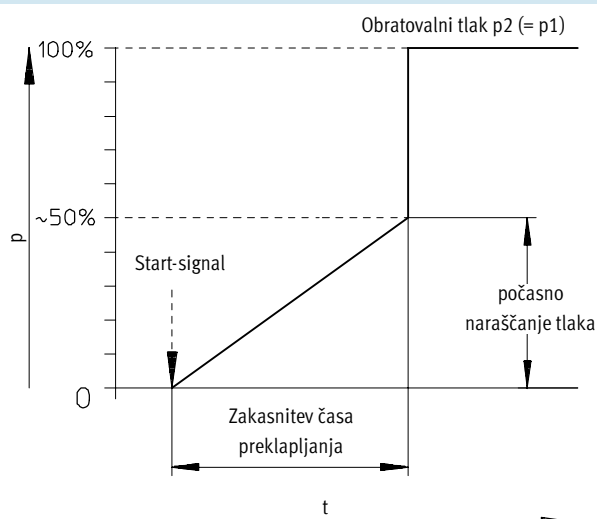 Obratovalni tlak p2 (= p1)
100%
~50%
p
Start-signal
počasno
naraščanje tlaka
0
Zakasnitev časa
preklapljanja
t